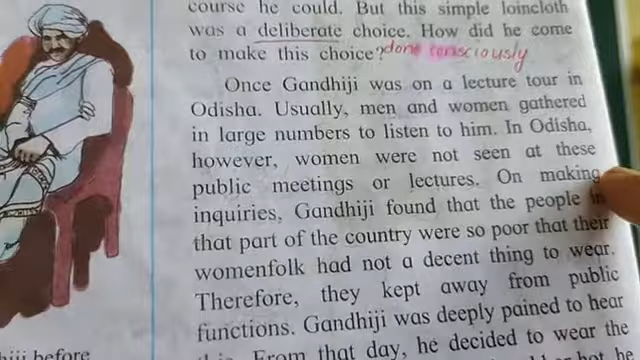 course he could. But this simple loincloth
was a deliberate choice. How did he come
to make this choice? done consciously
Once Gandhiji was on a lecture tour in
Odisha. Usually, men and women gathered
in large numbers to listen to him. In Odisha,
however, women were not seen at these
public meetings or lectures. On making
inquiries, Gandhiji found that the people in
that part of the country were so poor that their
womenfolk had not a decent thing to wear.
Therefore, they kept away from public
functions. Gandhiji was deeply pained to hear
From that day, he decided to wear the
before